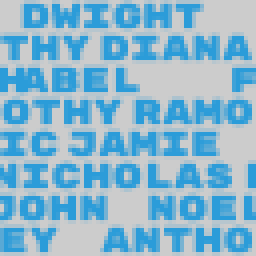 DWIGHT
THY DIANA
HABEL F
OTHY RAMO
IC JAMIE
NICHOLAS
JOHN NOEL
EY ANTHO